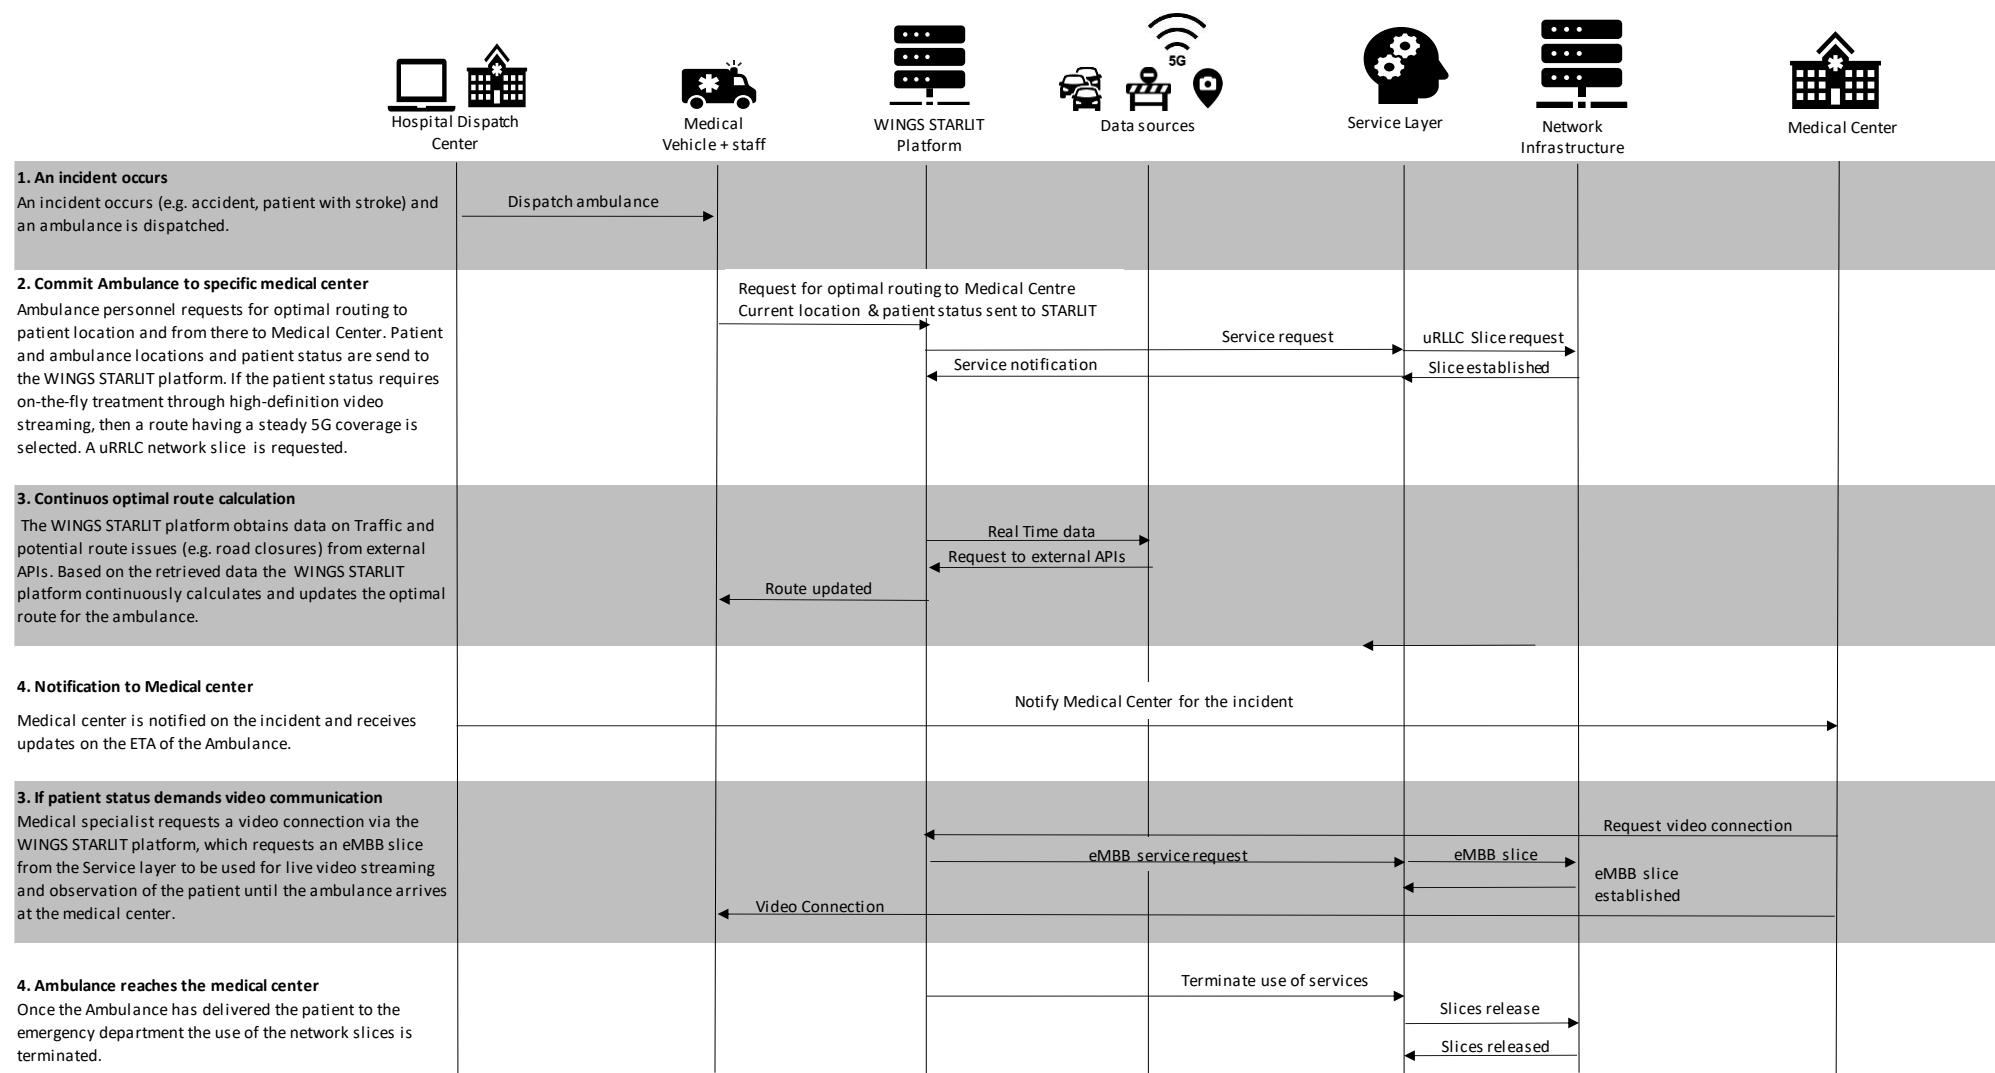 5G
Hospital Dispatch
Center
Medical
Vehicle + staff
WINGS STARLIT
Platform
Data sources
Service Layer
Network
Infrastructure
Medical Center
1. An incident occurs
An incident occurs (e.g. accident, patient with stroke) and
an ambulance is dispatched.
Dispatch ambulance
2. Commit Ambulance to specific medical center
Ambulance personnel requests for optimal routing to
patient location and from there to Medical Center. Patient
and ambulance locations and patient status are send to
the WINGS STARLIT platform. If the patient status requires
on-the-fly treatment through high-definition video
streaming, then a route having a steady 5G coverage is
selected. A uRRLC network slice is requested.
Request for optimal routing to Medical Centre
Current location & patient status sent to STARLIT
Service request
uRLLC Slice request
Service notification
Slice established
3. Continuos optimal route calculation
The WINGS STARLIT platform obtains data on Traffic and
potential route issues (e.g. road closures) from external
APIs. Based on the retrieved data the WINGS STARLIT
platform continuously calculates and updates the optimal
route for the ambulance.
Real Time data
Request to external APIs
Route updated
4. Notification to Medical center
Medical center is notified on the incident and receives
updates on the ETA of the Ambulance.
Notify Medical Center for the incident
3. If patient status demands video communication
Medical specialist requests a video connection via the
WINGS STARLIT platform, which requests an eMBB slice
from the Service layer to be used for live video streaming
and observation of the patient until the ambulance arrives
at the medical center.
Request video connection
eMBB service request
eMBB slice
eMBB slice
established
Video Connection
4. Ambulance reaches the medical center
Once the Ambulance has delivered the patient to the
emergency department the use of the network slices is
terminated.
Terminate use of services
Slices release
Slices released